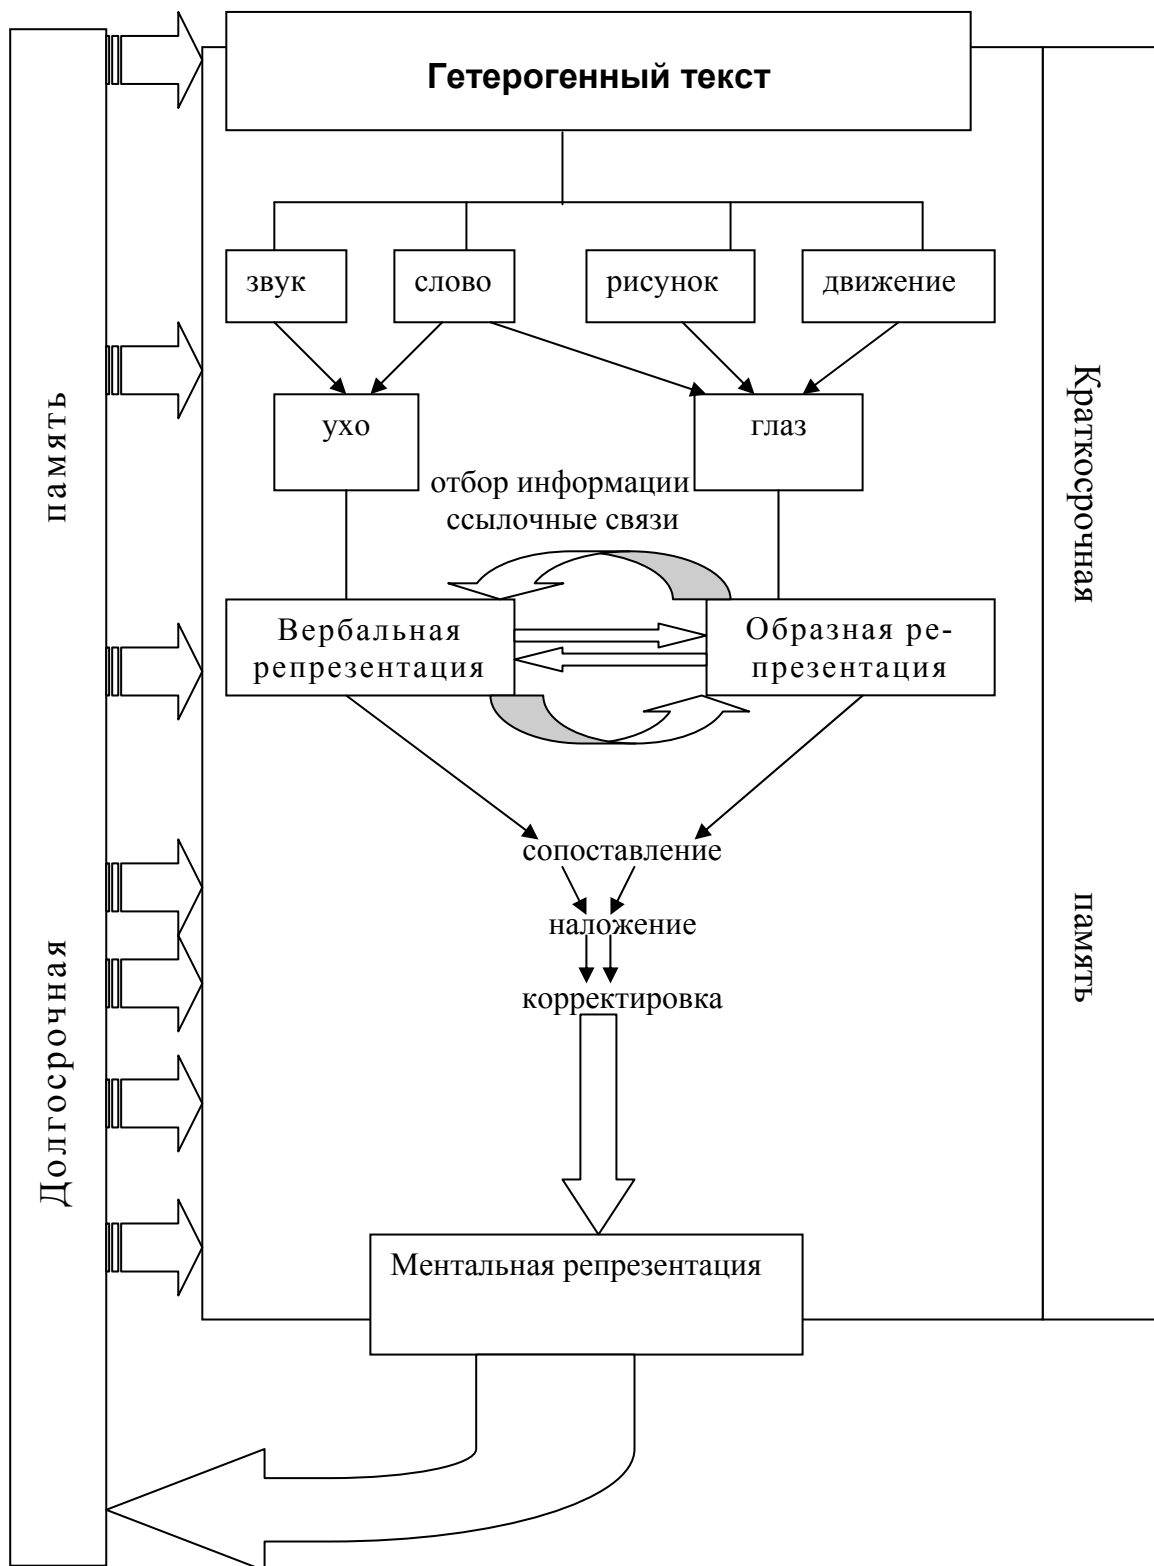 Гетерогенный текст
звук
слово
рисунок
движение
ухо
глаз
отбор информации
ссылочные связи
Вербальная
репрезентация
Образная ре-
презентация
сопоставление
наложение
корректировка
Ментальная репрезентация
Долгосрочная память
Краткосрочная память